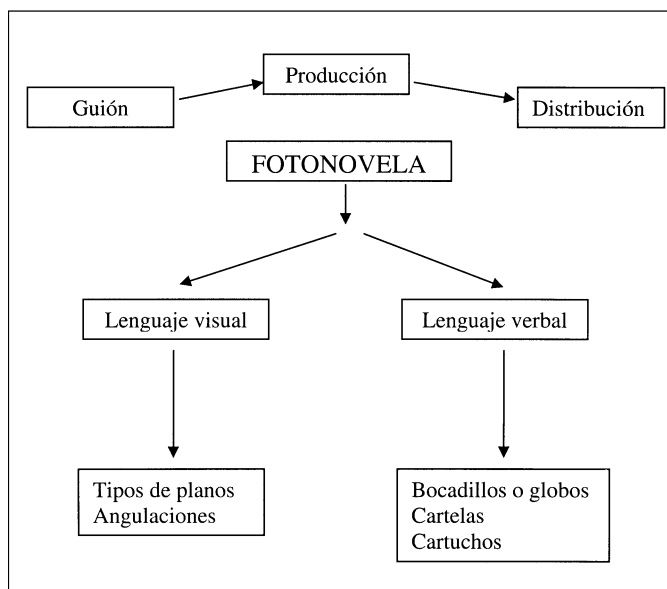 Producción
Guión
Distribución
FOTONOVELA
Lenguaje visual
Lenguaje verbal
Tipos de planos
Angulaciones
Bocadillos o globos
Cartelas
Cartuchos